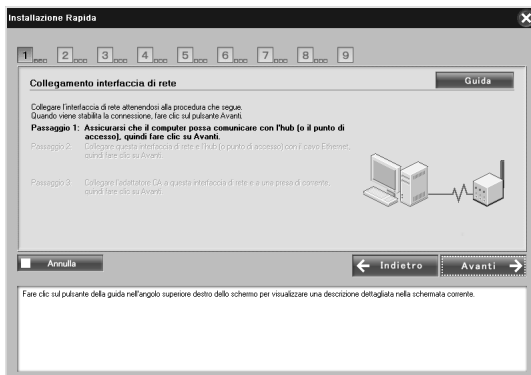 Installazione Rapida
1 2 3 4 5 6 7 8 9
Collegamento interfaccia di rete
Guida
Collegare l'interfaccia di rete attenendosi alla procedura che segue.
Quando viene stabilita la connessione, fare clic sul pulsante Avanti.
Passaggio 1: Assicurarsi che il computer possa comunicare con l'hub (o il punto di
accesso), quindi fare clic su Avanti.
Passaggio 2: Collegare questa interfaccia di rete e l'hub (o punto di accesso) con il cavo Ethernet,
quindi fare clic su Avanti.
Passaggio 3: Collegare l'adattatore CA a questa interfaccia di rete e a una presa di corrente,
quindi fare clic su Avanti.
Annulla
Indietro
Avanti
Fare clic sul pulsante della guida nell'angolo superiore destro dello schermo per visualizzare una descrizione dettagliata nella schermata corrente.